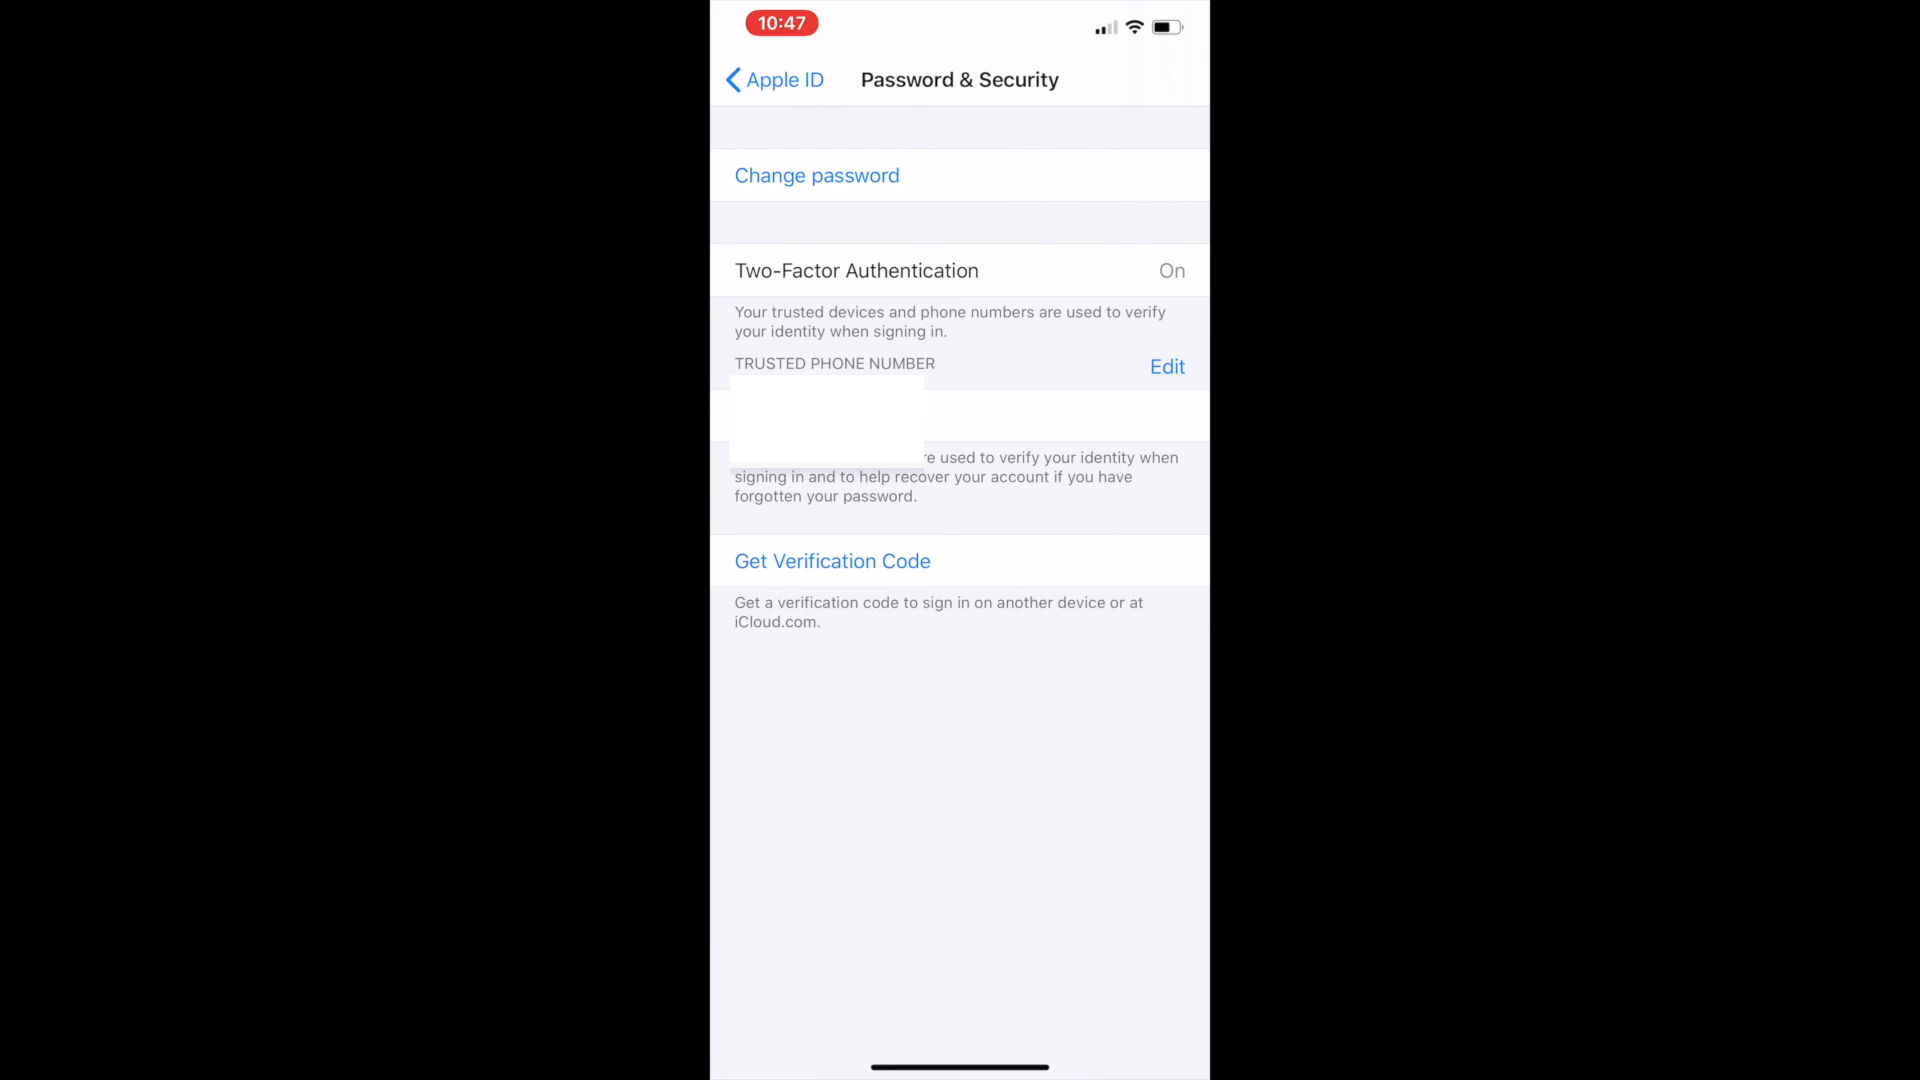 10:47
Apple ID
Password & Security
Change password
Two-Factor Authentication
On
Your trusted devices and phone numbers are used to verify
your identity when signing in.
TRUSTED PHONE NUMBER
Edit
used to verify your identity when
signing in and to help recover your account if you have
forgotten your password.
Get Verification Code
Get a verification code to sign in on another device or at
iCloud.com.